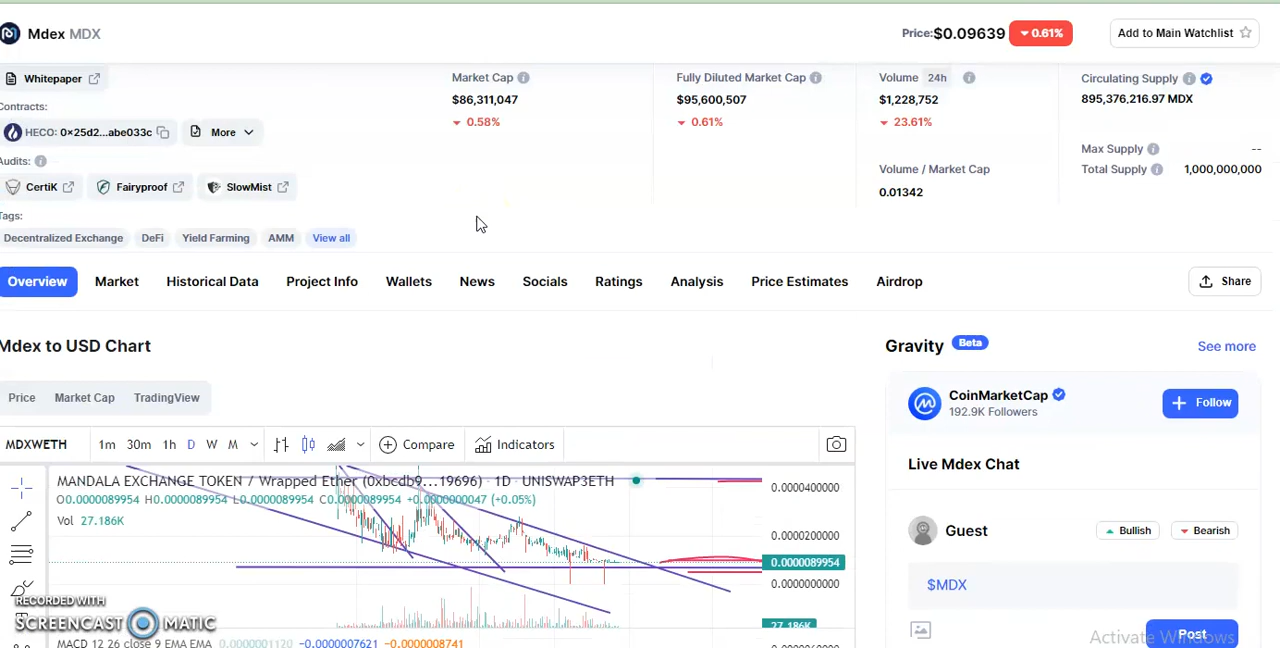 Mdex MDX
Price:$0.09639 0.61%
Add to Main Watchlist
Whitepaper
Contracts:
HECO: 0x25d2...abe033c
More
Audits:
CertiK
Fairyproof
SlowMist
Tags:
Decentralized Exchange
DeFi
Yield Farming
AMM
View all
Market Cap
$86,311,047
0.58%
Fully Diluted Market Cap
$95,600,507
0.61%
Volume 24h
$1,228,752
23.61%
Volume / Market Cap
0.01342
Circulating Supply
895,376,216.97 MDX
Max Supply --
Total Supply 1,000,000,000
Overview
Market
Historical Data
Project Info
Wallets
News
Socials
Ratings
Analysis
Price Estimates
Airdrop
Share
Mdex to USD Chart
Price
Market Cap
TradingView
MDXWETH
1m 30m 1h D W M
Compare
Indicators
MANDALA EXCHANGE TOKEN / Wrapped Ether (0xbcdb9...19696) · 1D · UNISWAP3ETH
O0.0000089954 H0.0000089954 L0.0000089954 C0.0000089954 +0.0000000047 (+0.05%)
Vol 27.186K
0.0000400000
0.0000200000
0.0000089954
0.0000000000
27.186K
MACD 12 26 close 9 EMA EMA 0.0000001120 −0.0000007621 −0.0000008741
RECORDED WITH
SCREENCAST MATIC
Gravity Beta
See more
CoinMarketCap
192.9K Followers
Follow
Live Mdex Chat
Guest
Bullish
Bearish
$MDX
Activate Windows
Post